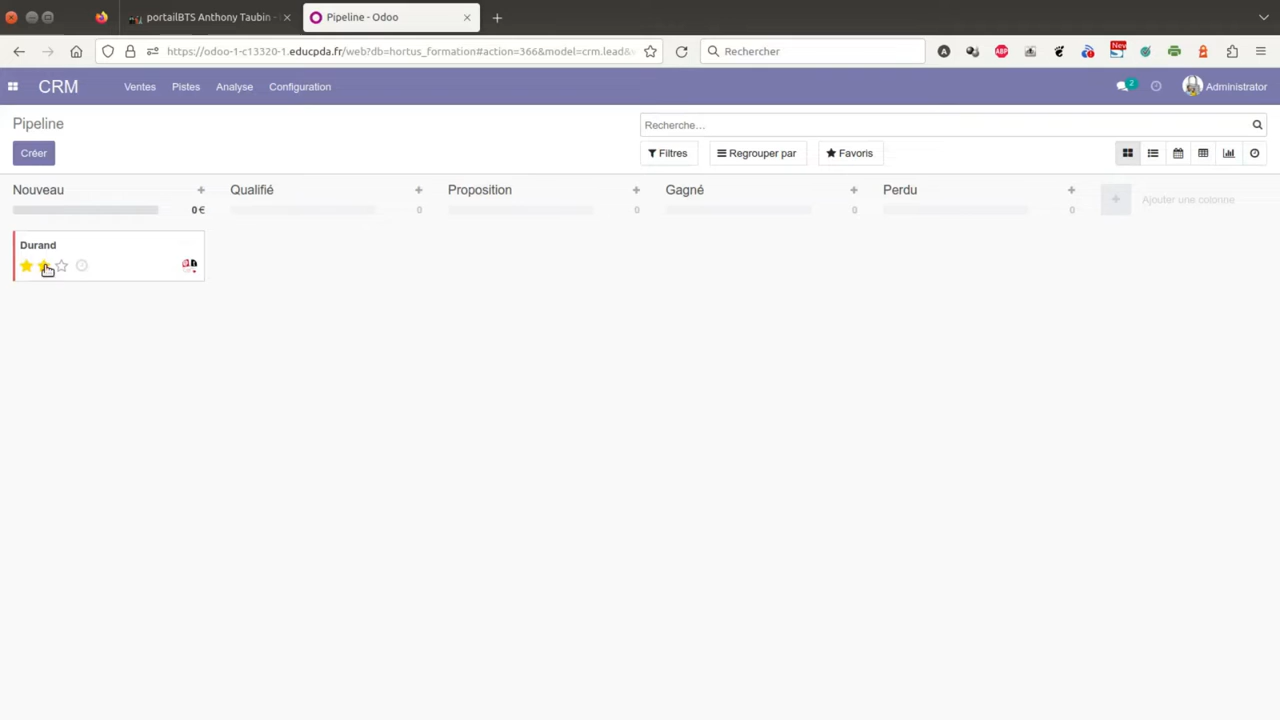 portailBTS Anthony Taubin -
Pipeline - Odoo
https://odoo-1-c13320-1.educpda.fr/web?db=hortus_formation#action=366&model=crm.lead&
Rechercher
New
CRM
Ventes
Pistes
Analyse
Configuration
2
Administrator
Pipeline
Recherche...
Créer
Filtres
Regrouper par
Favoris
Nouveau
Qualifié
Proposition
Gagné
Perdu
Ajouter une colonne
0 €
0
0
0
0
Durand